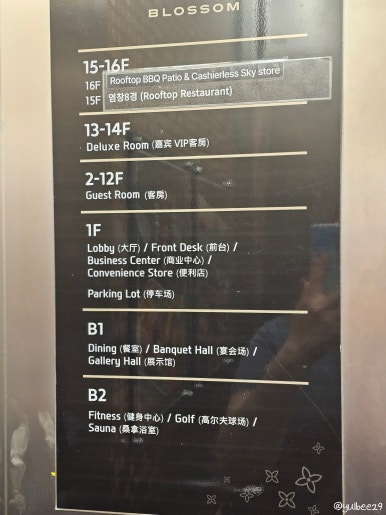 BLOSSOM
15-16F
16F Rooftop BBQ Patio & Cashierless Sky store
15F 염창8경 (Rooftop Restaurant)
13-14F
Deluxe Room (嘉宾 VIP客房)
2-12F
Guest Room (客房)
1F
Lobby (大厅) / Front Desk (前台) /
Business Center (商业中心) /
Convenience Store (便利店)
Parking Lot (停车场)
B1
Dining (餐室) / Banquet Hall (宴会场) /
Gallery Hall (展示馆)
B2
Fitness (健身中心) / Golf (高尔夫球场) /
Sauna (桑拿浴室)
@yulbee29